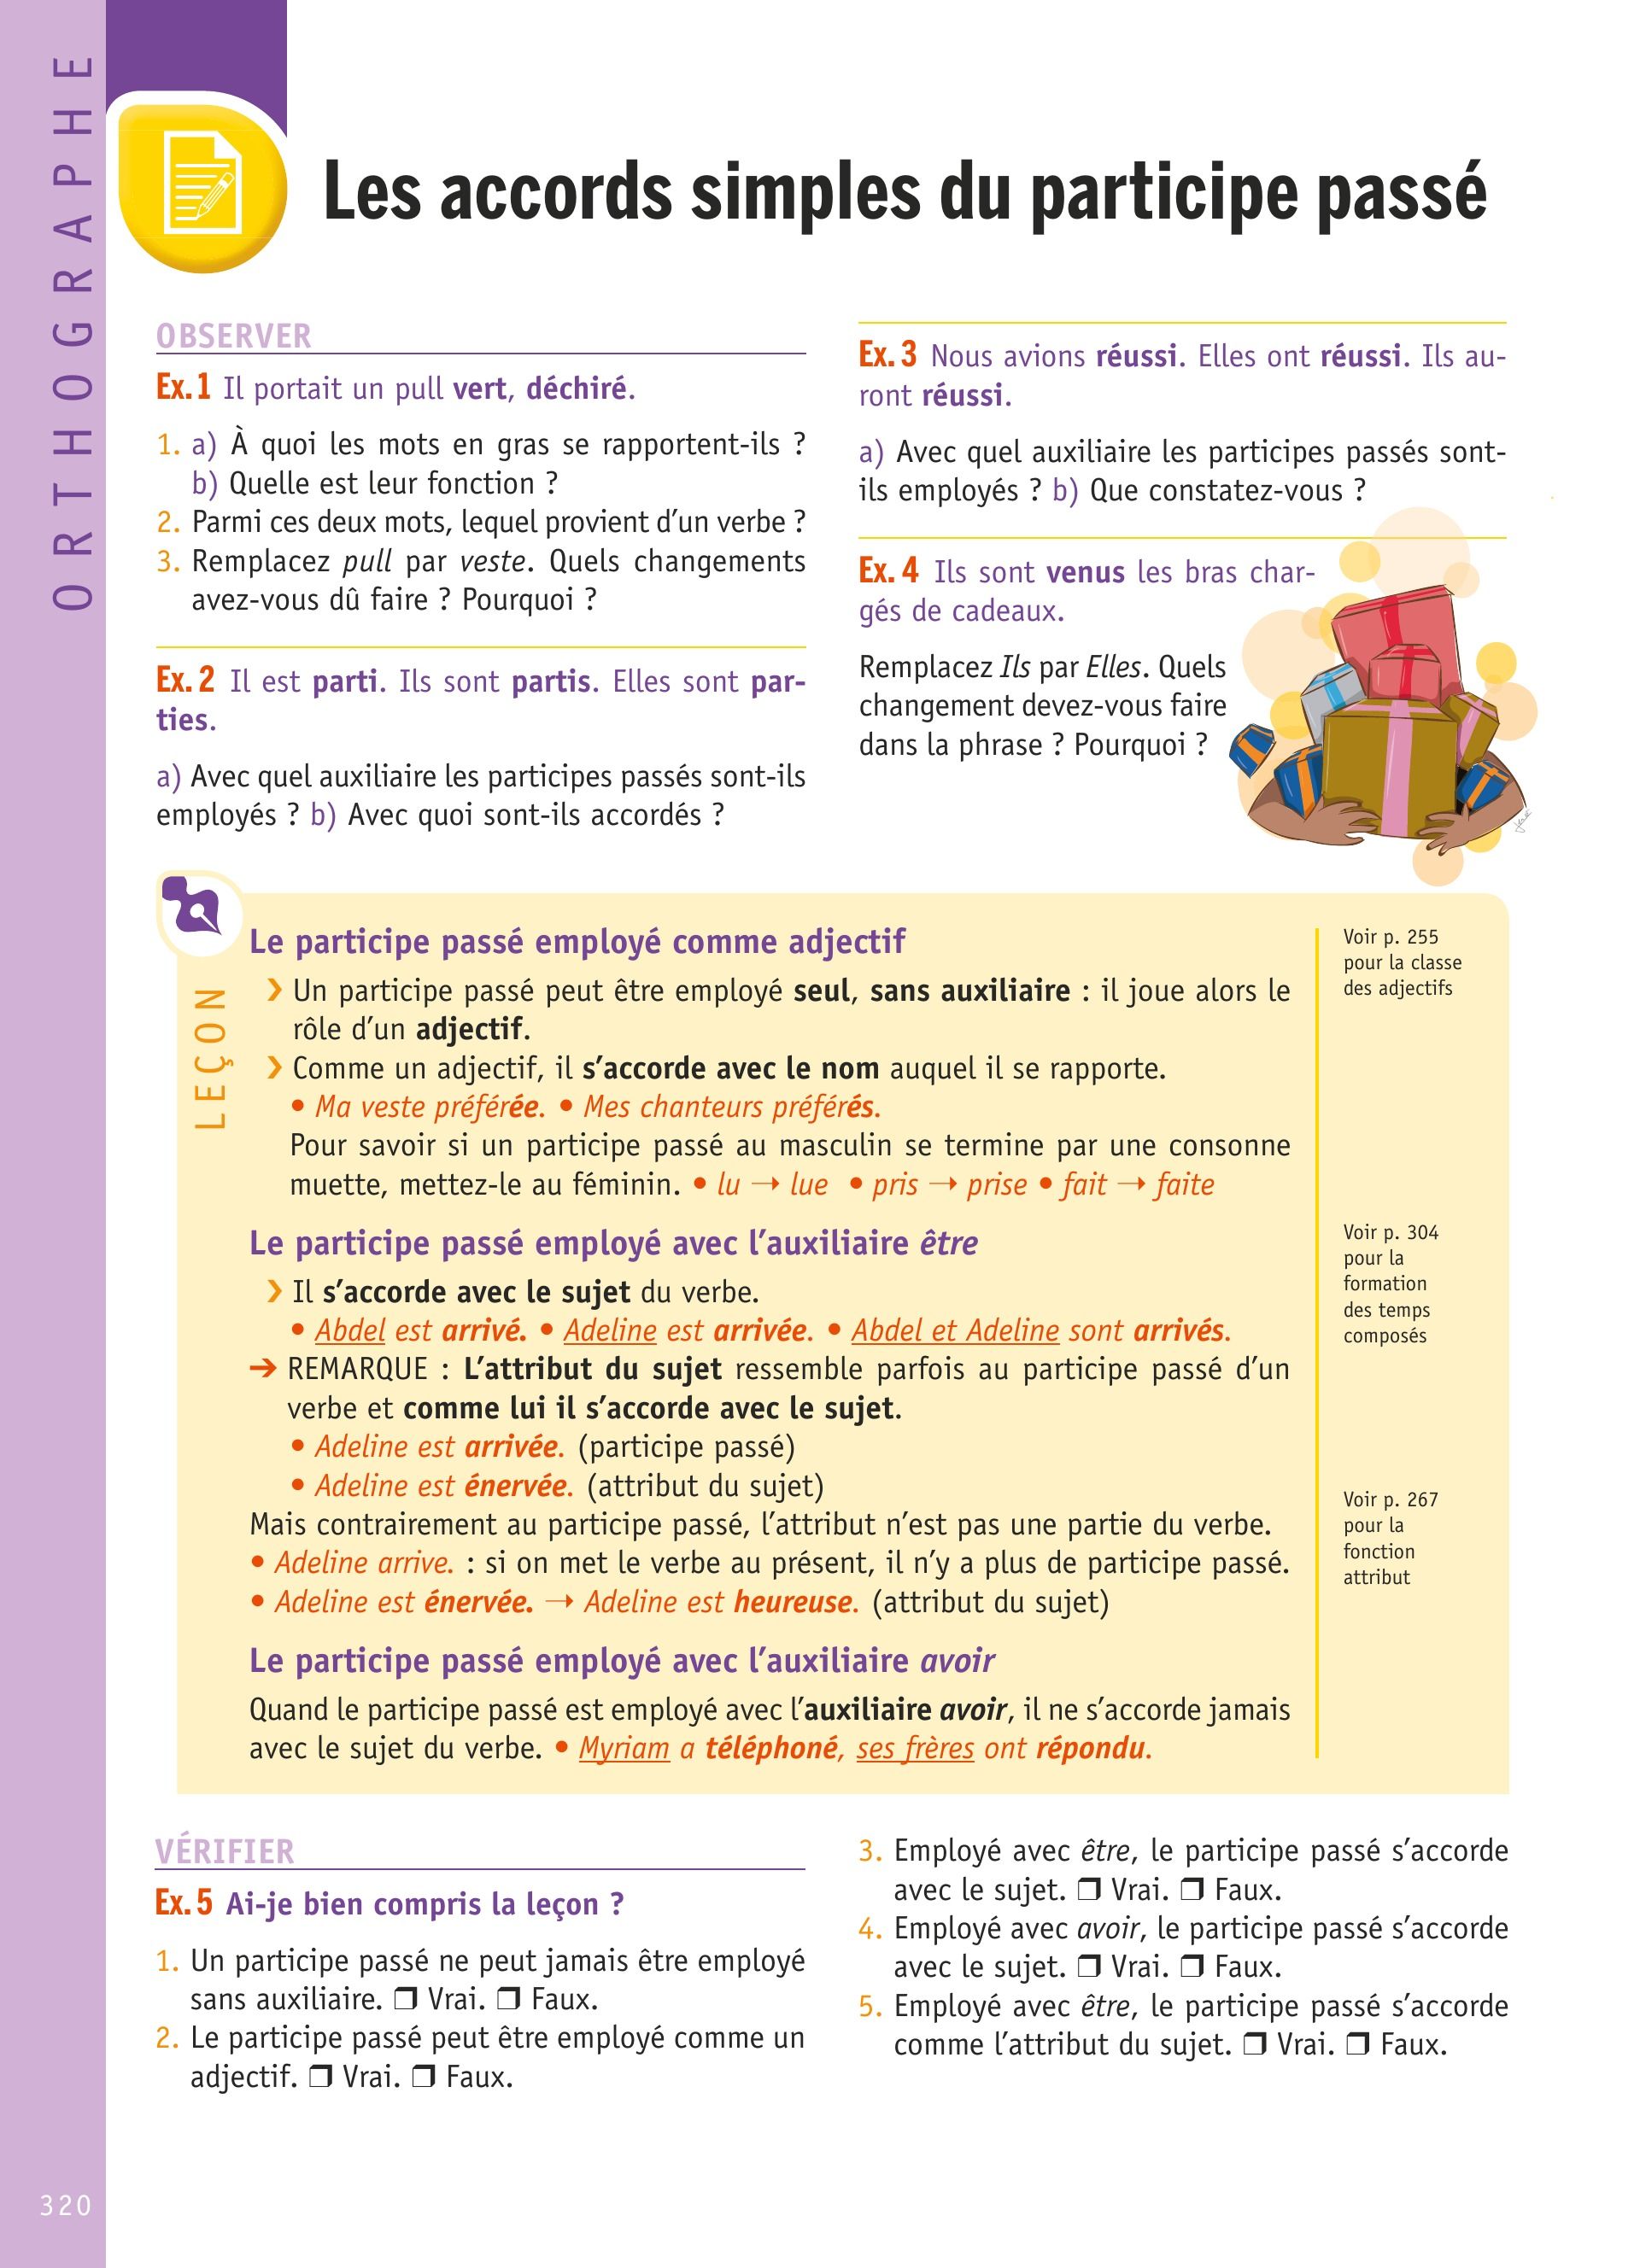 ORTHOGRAPHE
Les accords simples du participe passé
OBSERVER
Ex. 1 Il portait un pull vert, déchiré.
1. a) À quoi les mots en gras se rapportent-ils ?
b) Quelle est leur fonction ?
2. Parmi ces deux mots, lequel provient d’un verbe ?
3. Remplacez pull par veste. Quels changements
avez-vous dû faire ? Pourquoi ?
Ex. 2 Il est parti. Ils sont partis. Elles sont par-
ties.
a) Avec quel auxiliaire les participes passés sont-ils
employés ? b) Avec quoi sont-ils accordés ?
Ex. 3 Nous avions réussi. Elles ont réussi. Ils au-
ront réussi.
a) Avec quel auxiliaire les participes passés sont-
ils employés ? b) Que constatez-vous ?
Ex. 4 Ils sont venus les bras char-
gés de cadeaux.
Remplacez Ils par Elles. Quels
changement devez-vous faire
dans la phrase ? Pourquoi ?
LEÇON
Le participe passé employé comme adjectif
❯ Un participe passé peut être employé seul, sans auxiliaire : il joue alors le
rôle d’un adjectif.
❯ Comme un adjectif, il s’accorde avec le nom auquel il se rapporte.
• Ma veste préférée. • Mes chanteurs préférés.
Pour savoir si un participe passé au masculin se termine par une consonne
muette, mettez-le au féminin. • lu → lue • pris → prise • fait → faite
Le participe passé employé avec l’auxiliaire être
❯ Il s’accorde avec le sujet du verbe.
• Abdel est arrivé. • Adeline est arrivée. • Abdel et Adeline sont arrivés.
➔ REMARQUE : L’attribut du sujet ressemble parfois au participe passé d’un
verbe et comme lui il s’accorde avec le sujet.
• Adeline est arrivée. (participe passé)
• Adeline est énervée. (attribut du sujet)
Mais contrairement au participe passé, l’attribut n’est pas une partie du verbe.
• Adeline arrive. : si on met le verbe au présent, il n’y a plus de participe passé.
• Adeline est énervée. → Adeline est heureuse. (attribut du sujet)
Le participe passé employé avec l’auxiliaire avoir
Quand le participe passé est employé avec l’auxiliaire avoir, il ne s’accorde jamais
avec le sujet du verbe. • Myriam a téléphoné, ses frères ont répondu.
Voir p. 255
pour la classe
des adjectifs
Voir p. 304
pour la
formation
des temps
composés
Voir p. 267
pour la
fonction
attribut
VÉRIFIER
Ex. 5 Ai-je bien compris la leçon ?
1. Un participe passé ne peut jamais être employé
sans auxiliaire. ❒ Vrai. ❒ Faux.
2. Le participe passé peut être employé comme un
adjectif. ❒ Vrai. ❒ Faux.
3. Employé avec être, le participe passé s’accorde
avec le sujet. ❒ Vrai. ❒ Faux.
4. Employé avec avoir, le participe passé s’accorde
avec le sujet. ❒ Vrai. ❒ Faux.
5. Employé avec être, le participe passé s’accorde
comme l’attribut du sujet. ❒ Vrai. ❒ Faux.
320